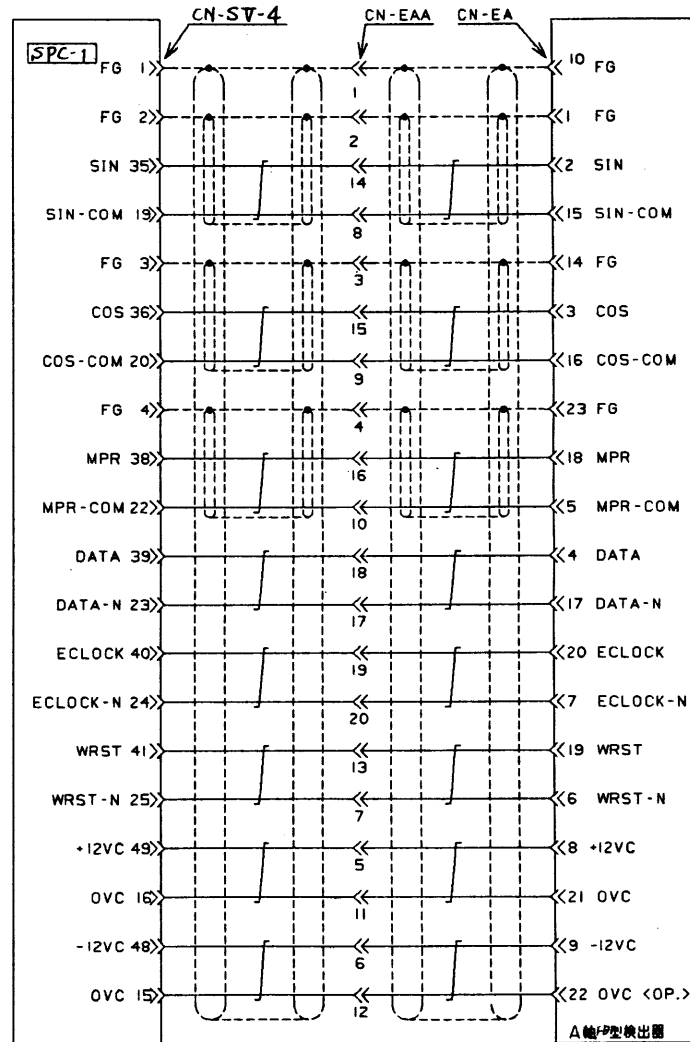 CN-SV-4 CN-EAA CN-EA
SPC-1
FG 1 1 10 FG
FG 2 2 1 FG
SIN 35 14 2 SIN
SIN-COM 19 8 15 SIN-COM
FG 3 3 14 FG
COS 36 15 3 COS
COS-COM 20 9 16 COS-COM
FG 4 4 23 FG
MPR 38 16 18 MPR
MPR-COM 22 10 5 MPR-COM
DATA 39 18 4 DATA
DATA-N 23 17 17 DATA-N
ECLOCK 40 19 20 ECLOCK
ECLOCK-N 24 20 7 ECLOCK-N
WRST 41 13 19 WRST
WRST-N 25 7 6 WRST-N
+12VC 49 5 8 +12VC
OVC 16 11 21 OVC
-12VC 48 6 9 -12VC
OVC 15 12 22 OVC <OP.>
A軸 型検出器